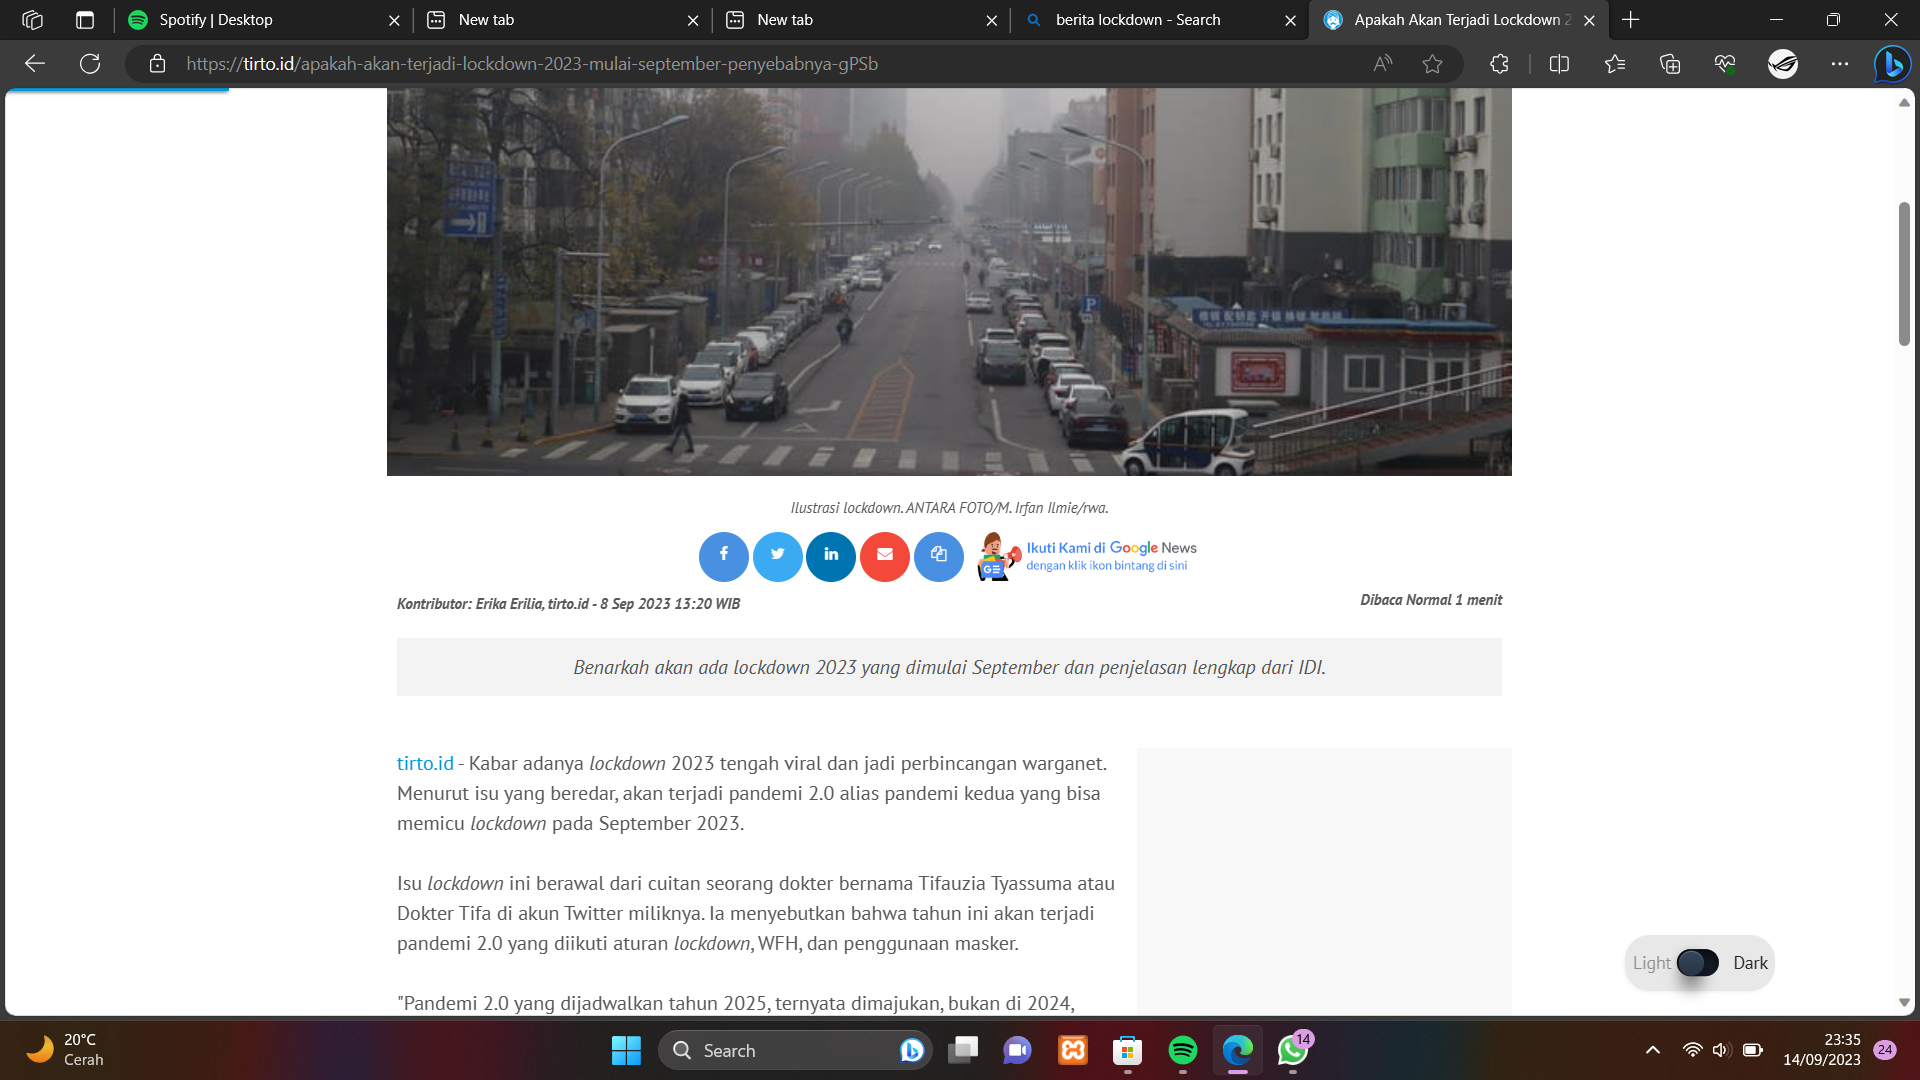 Spotify | Desktop
New tab
New tab
berita lockdown - Search
Apakah Akan Terjadi Lockdown 2
https://tirto.id/apakah-akan-terjadi-lockdown-2023-mulai-september-penyebabnya-gPSb
P
Ilustrasi lockdown. ANTARA FOTO/M. Irfan Ilmie/rwa.
Ikuti Kami di Google News
dengan klik ikon bintang di sini
Kontributor: Erika Erilia, tirto.id - 8 Sep 2023 13:20 WIB
Dibaca Normal 1 menit
Benarkah akan ada lockdown 2023 yang dimulai September dan penjelasan lengkap dari IDI.
tirto.id - Kabar adanya lockdown 2023 tengah viral dan jadi perbincangan warganet.
Menurut isu yang beredar, akan terjadi pandemi 2.0 alias pandemi kedua yang bisa
memicu lockdown pada September 2023.
Isu lockdown ini berawal dari cuitan seorang dokter bernama Tifauzia Tyassuma atau
Dokter Tifa di akun Twitter miliknya. Ia menyebutkan bahwa tahun ini akan terjadi
pandemi 2.0 yang diikuti aturan lockdown, WFH, dan penggunaan masker.
"Pandemi 2.0 yang dijadwalkan tahun 2025, ternyata dimajukan, bukan di 2024,
Light
Dark
20°C
Cerah
Search
14
23:35
14/09/2023
24